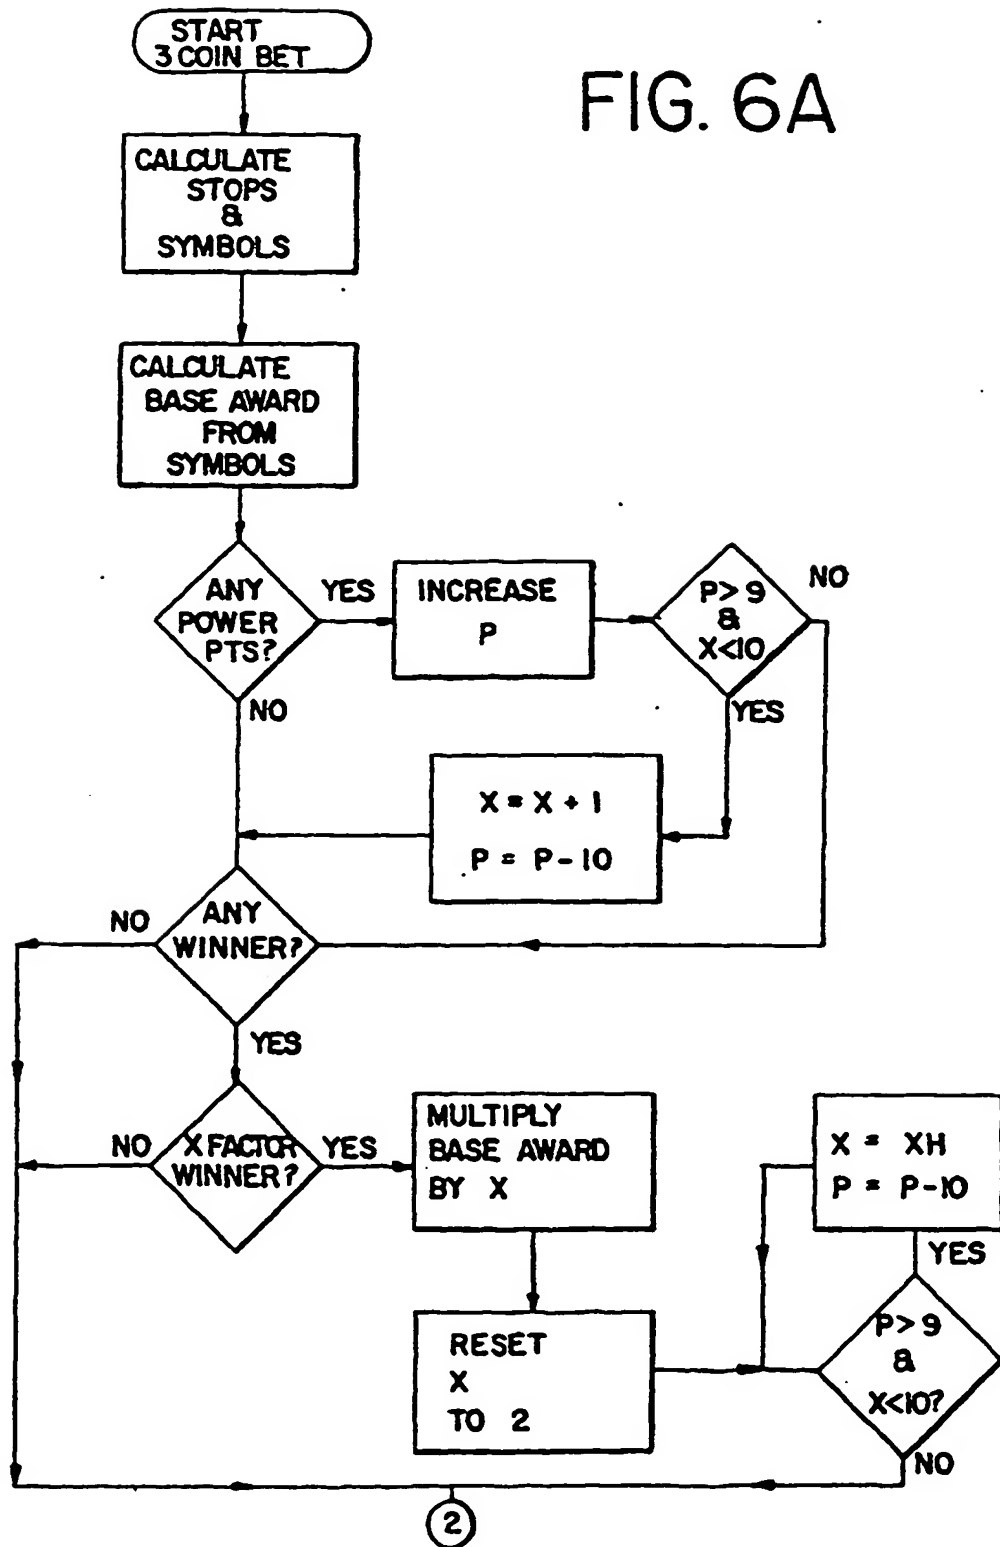 START
3 COIN BET
FIG. 6A
CALCULATE
STOPS
&
SYMBOLS
CALCULATE
BASE AWARD
FROM
SYMBOLS
ANY
POWER
PTS?
YES
NO
INCREASE
P
P > 9
&
X<10
NO
YES
X = X + 1
P = P - 10
ANY
WINNER?
NO
YES
X FACTOR
WINNER?
NO
YES
MULTIPLY
BASE AWARD
BY X
RESET
X
TO 2
X = XH
P = P-10
YES
P > 9
&
X<10?
NO
2